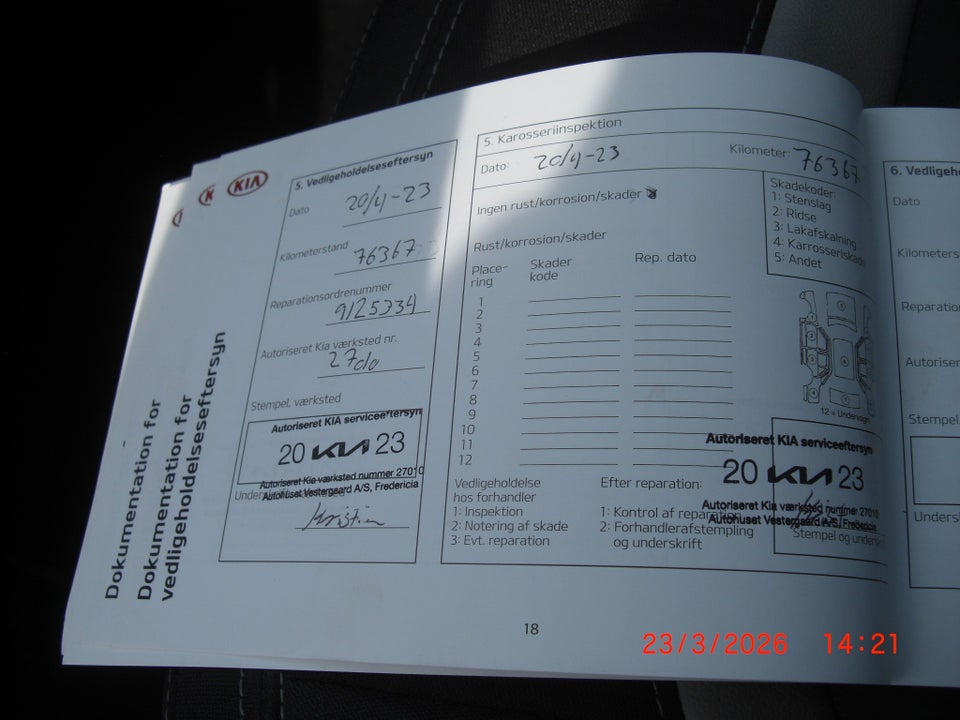 Dokumentation for
Dokumentation for
vedligeholdelseseftersyn
KIA
5. Vedligeholdelseseftersyn
Dato
20/4-23
Kilometerstand
76367
Reparationsordrenummer
9125334
Autoriseret Kia værksted nr.
Stempel, værksted
Autoriseret KIA serviceeftersyn
20 KIA 23
Autoriseret Kia værksted nummer 27010
Autohuset Vestergaard A/S, Fredericia
Kristian
5. Karosseriinspektion
Dato: 20/4-23
Kilometer: 76367
Ingen rust/korrosion/skader
Rust/korrosion/skader
Place-
ring
Skader
kode
Rep. dato
1
2
3
4
5
6
7
8
9
10
11
12
Skadekoder:
1: Stenslag
2: Ridse
3: Lakafskalning
4: Karrosseriskade
5: Andet
12 = Undervogn
Vedligeholdelse
hos forhandler
1: Inspektion
2: Notering af skade
3: Evt. reparation
Efter reparation:
1: Kontrol af reparation
2: Forhandlerafstempling
og underskrift
Autoriseret KIA serviceeftersyn
20 KIA 23
Autoriseret Kia værksted nummer 27010
Autohuset Vestergaard A/S, Fredericia
Stempel og undersk
18
6. Vedligeho
Dato
Kilometers
Reparation
Autoriser
Stempel
Undersk
23/3/2026 14:21